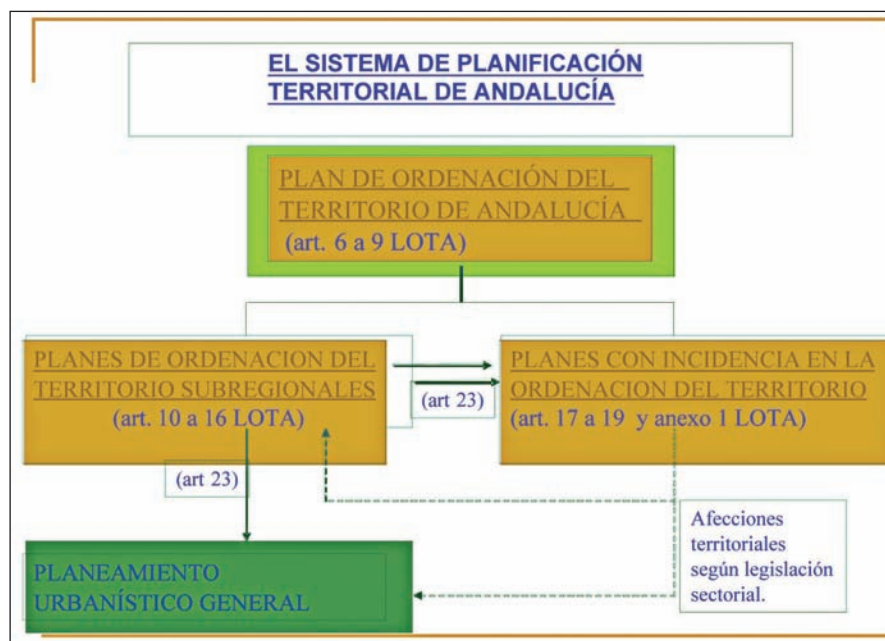 EL SISTEMA DE PLANIFICACIÓN
TERRITORIAL DE ANDALUCÍA
PLAN DE ORDENACIÓN DEL
TERRITORIO DE ANDALUCÍA
(art. 6 a 9 LOTA)
PLANES DE ORDENACION DEL
TERRITORIO SUBREGIONALES
(art. 10 a 16 LOTA)
(art 23)
PLANES CON INCIDENCIA EN LA
ORDENACION DEL TERRITORIO
(art. 17 a 19 y anexo 1 LOTA)
(art 23)
Afecciones
territoriales
según legislación
sectorial.
PLANEAMIENTO
URBANÍSTICO GENERAL